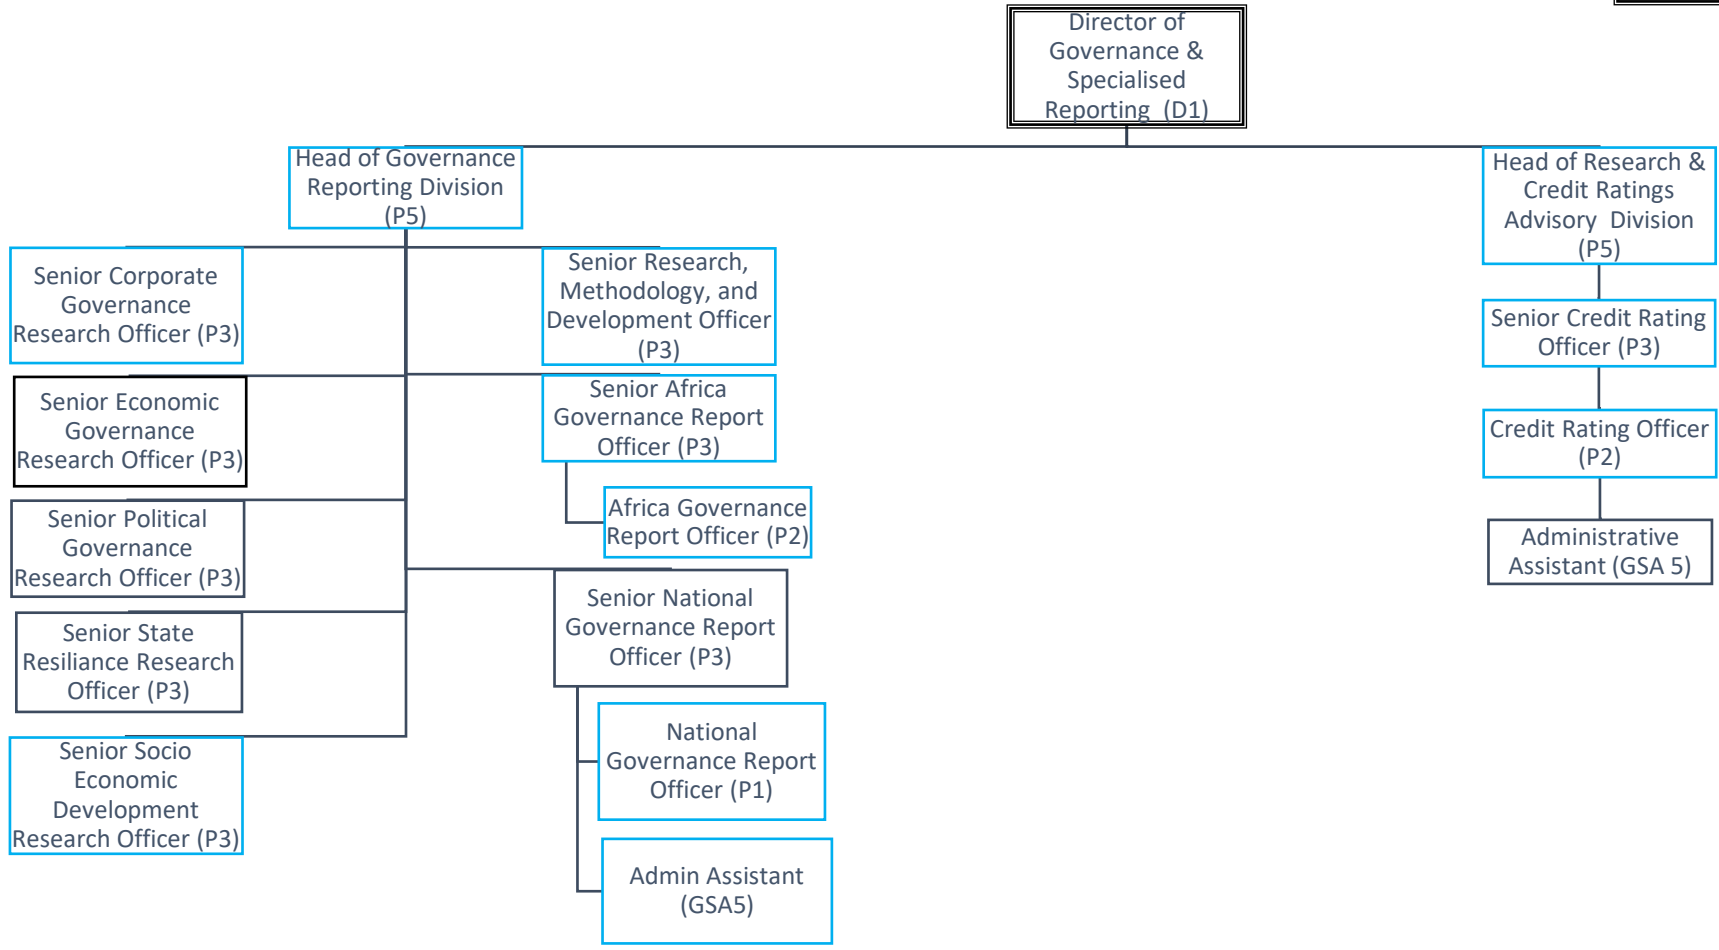 Director of
Governance &
Specialised
Reporting (D1)
Head of Governance
Reporting Division
(P5)
Head of Research &
Credit Ratings
Advisory Division
(P5)
Senior Corporate
Governance
Research Officer (P3)
Senior Research,
Methodology, and
Development Officer
(P3)
Senior Credit Rating
Officer (P3)
Senior Economic
Governance
Research Officer (P3)
Senior Africa
Governance Report
Officer (P3)
Credit Rating Officer
(P2)
Senior Political
Governance
Research Officer (P3)
Africa Governance
Report Officer (P2)
Administrative
Assistant (GSA 5)
Senior State
Resiliance Research
Officer (P3)
Senior National
Governance Report
Officer (P3)
Senior Socio
Economic
Development
Research Officer (P3)
National
Governance Report
Officer (P1)
Admin Assistant
(GSA5)